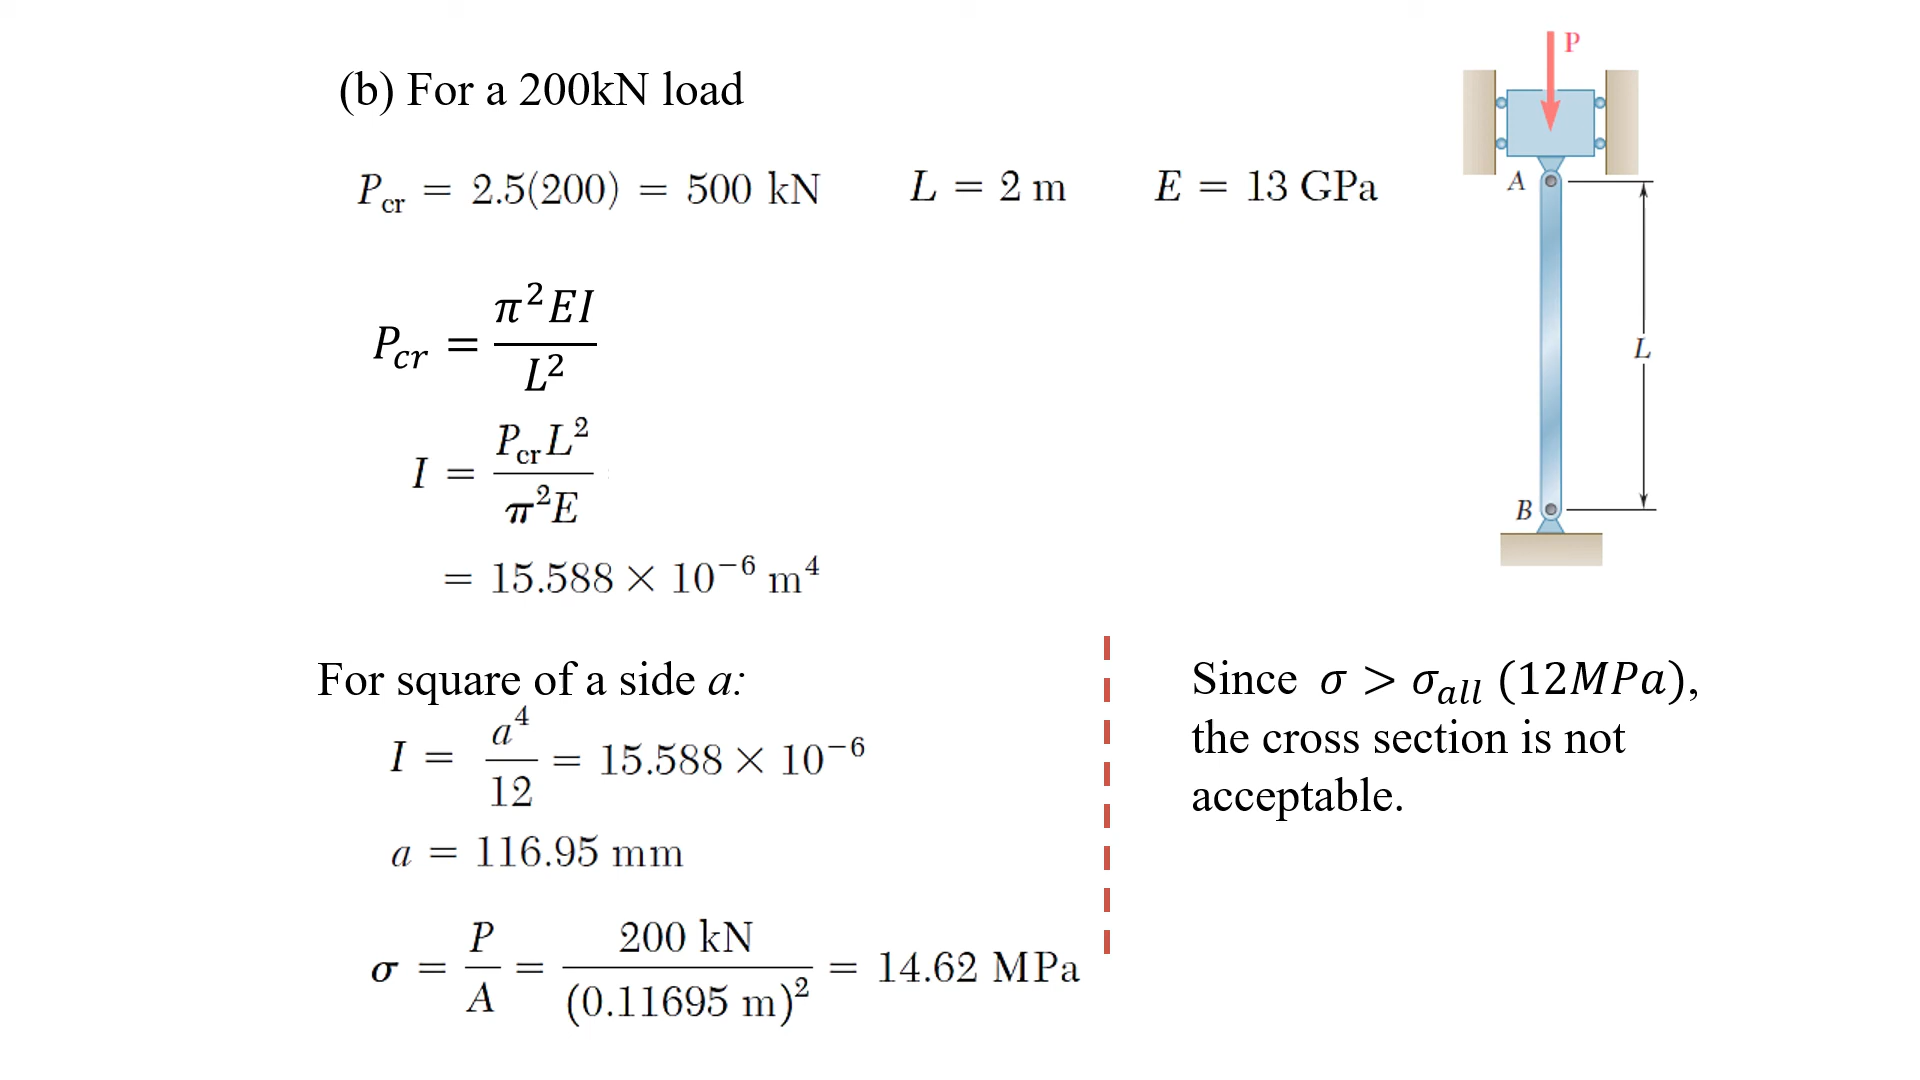 (b) For a 200kN load
P
P_cr = 2.5(200) = 500 kN    L = 2 m    E = 13 GPa
A
P_cr = π²EI / L²
L
I = P_cr L² / π²E
B
= 15.588 × 10⁻⁶ m⁴
For square of a side a:
I = a⁴ / 12 = 15.588 × 10⁻⁶
a = 116.95 mm
σ = P / A = 200 kN / (0.11695 m)² = 14.62 MPa
Since σ > σ_all (12MPa),
the cross section is not
acceptable.